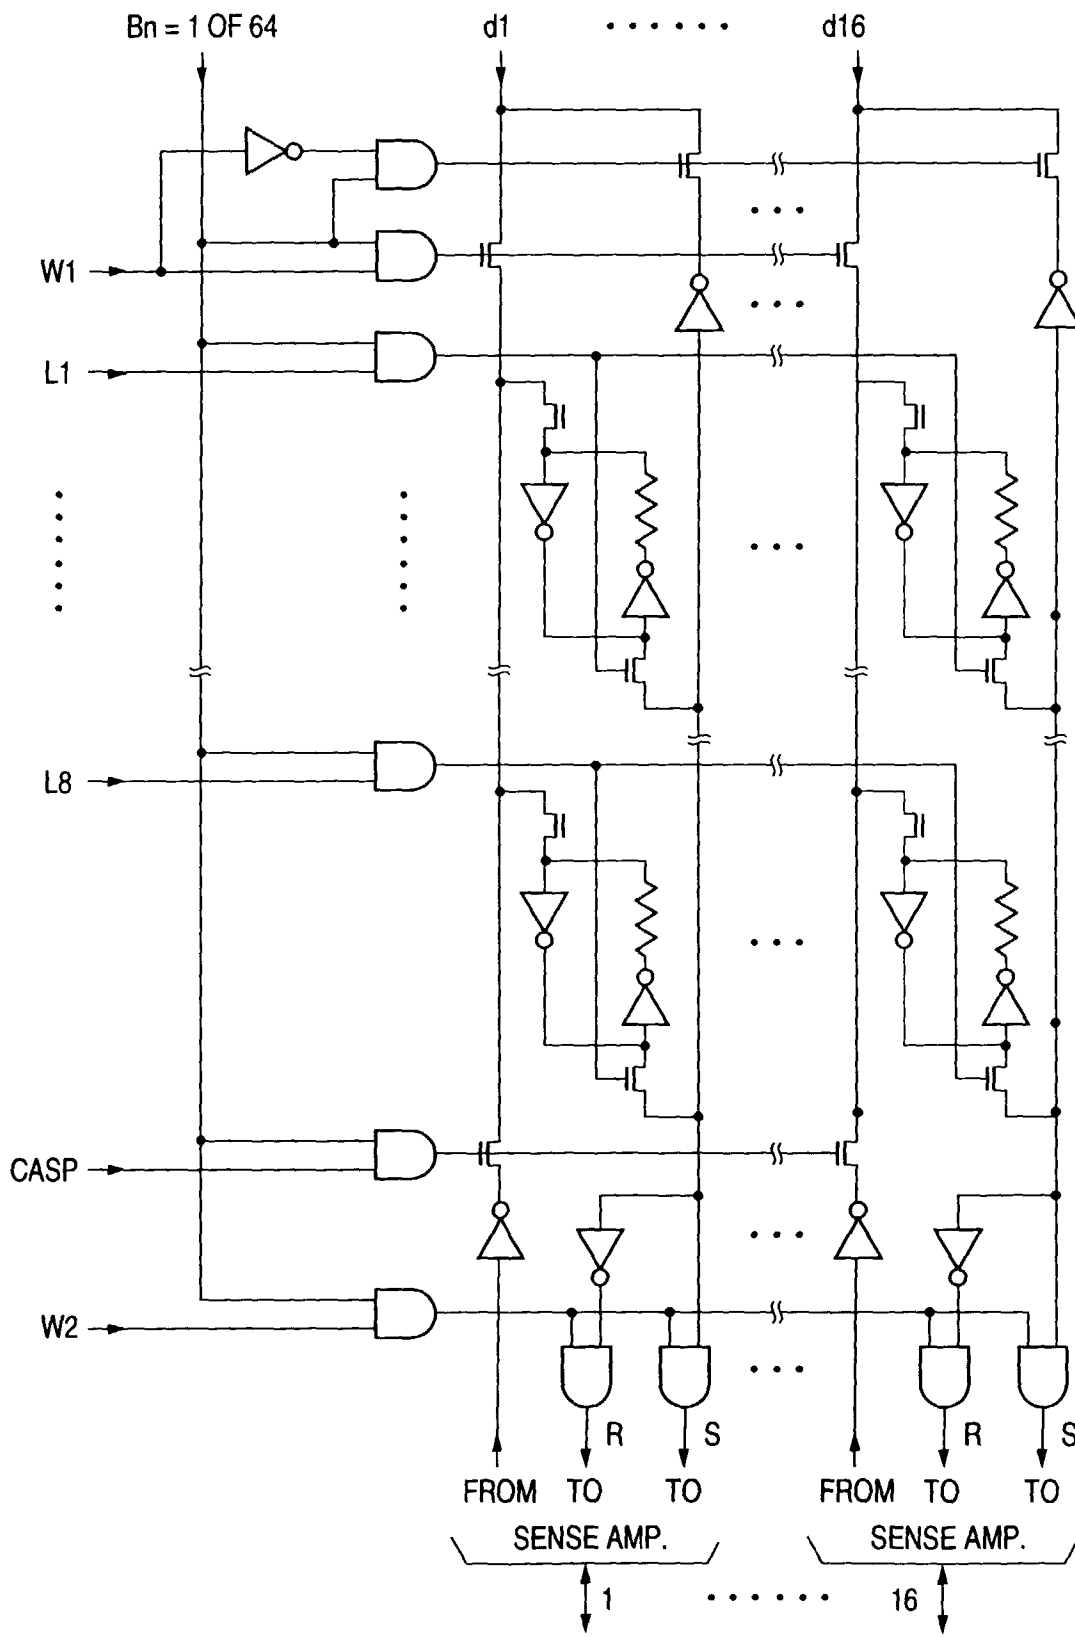 Bn = 1 OF 64
d1
d16
W1
L1
L8
CASP
W2
R
S
R
S
FROM TO TO
FROM TO TO
SENSE AMP.
SENSE AMP.
1
16